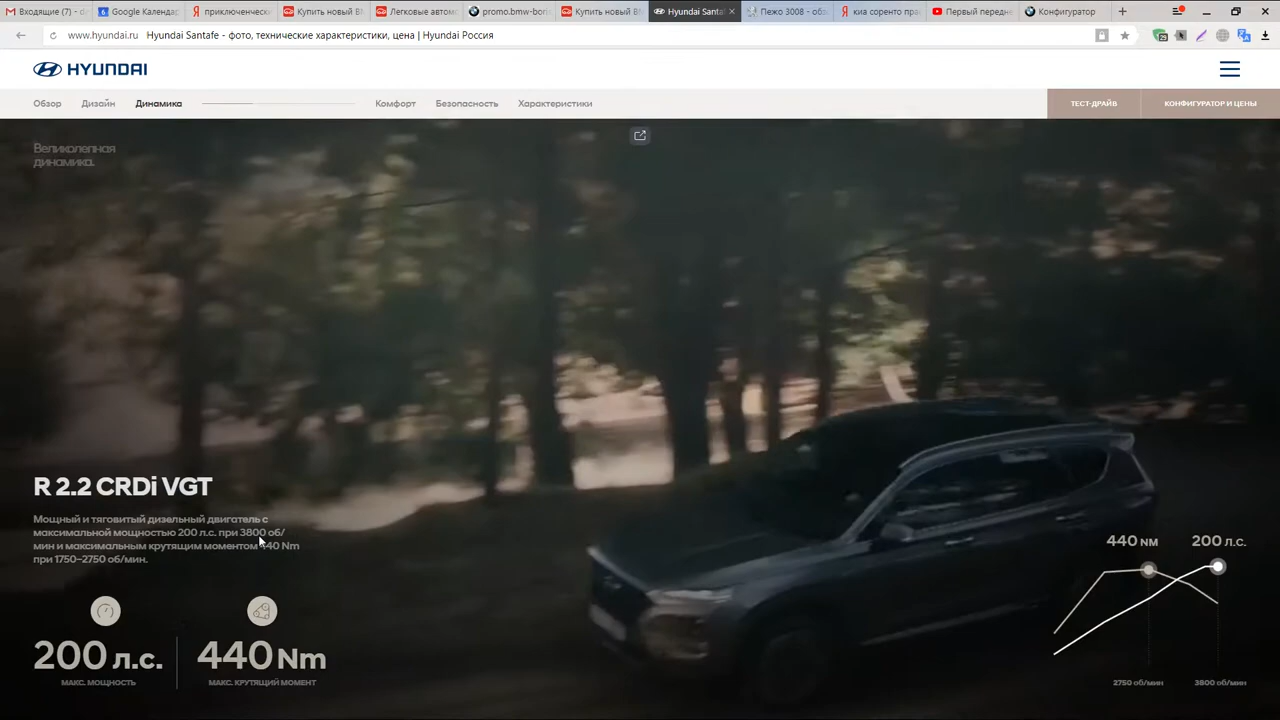 Входящие (7) - d
Google Календар
приключенческ
Купить новый В
Легковые автом
promo.bmw-bor
Купить новый В
Hyundai Santa
Пежо 3008 - об
киа соренто пра
Первый передн
Конфигуратор
www.hyundai.ru Hyundai Santafe - фото, технические характеристики, цена | Hyundai Россия
HYUNDAI
Обзор Дизайн Динамика Комфорт Безопасность Характеристики
ТЕСТ-ДРАЙВ КОНФИГУРАТОР И ЦЕНЫ
Великолепная
динамика.
R 2.2 CRDi VGT
Мощный и тяговитый дизельный двигатель с
максимальной мощностью 200 л.с. при 3800 об/
мин и максимальным крутящим моментом 440 Nm
при 1750–2750 об/мин.
200 л.с.
МАКС. МОЩНОСТЬ
440 Nm
МАКС. КРУТЯЩИЙ МОМЕНТ
440 NM 200 Л.С.
2750 об/мин 3800 об/мин